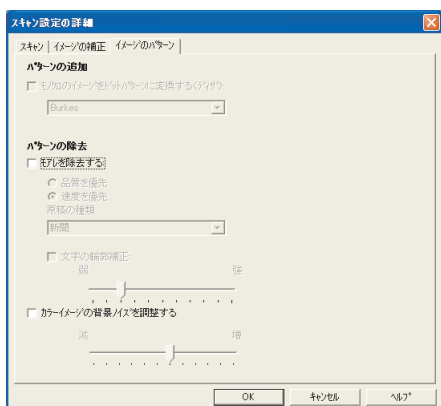 スキャン設定の詳細
スキャン イメージの補正 イメージのパターン
パターンの追加
モノクロのイメージをドットパターンに変換する(ディザ):
Burkes
パターンの除去
モアレを除去する:
品質を優先
速度を優先
原稿の種類
新聞
文字の輪郭補正:
弱 強
カラーイメージの背景ノイズを調整する
減 増
OK キャンセル ヘルプ